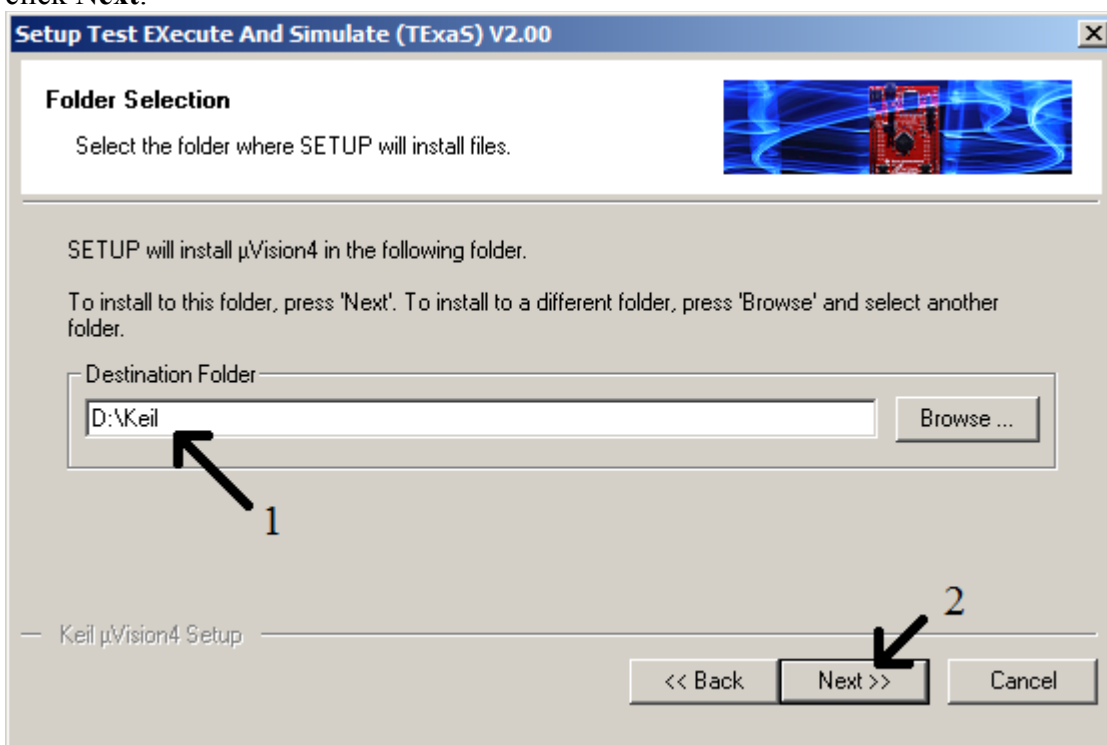 click Next.
Setup Test EXecute And Simulate (TExaS) V2.00
Folder Selection
Select the folder where SETUP will install files.
SETUP will install µVision4 in the following folder.
To install to this folder, press 'Next'. To install to a different folder, press 'Browse' and select another
folder.
Destination Folder
D:\Keil
Browse ...
1
2
Keil µVision4 Setup
<< Back
Next >>
Cancel